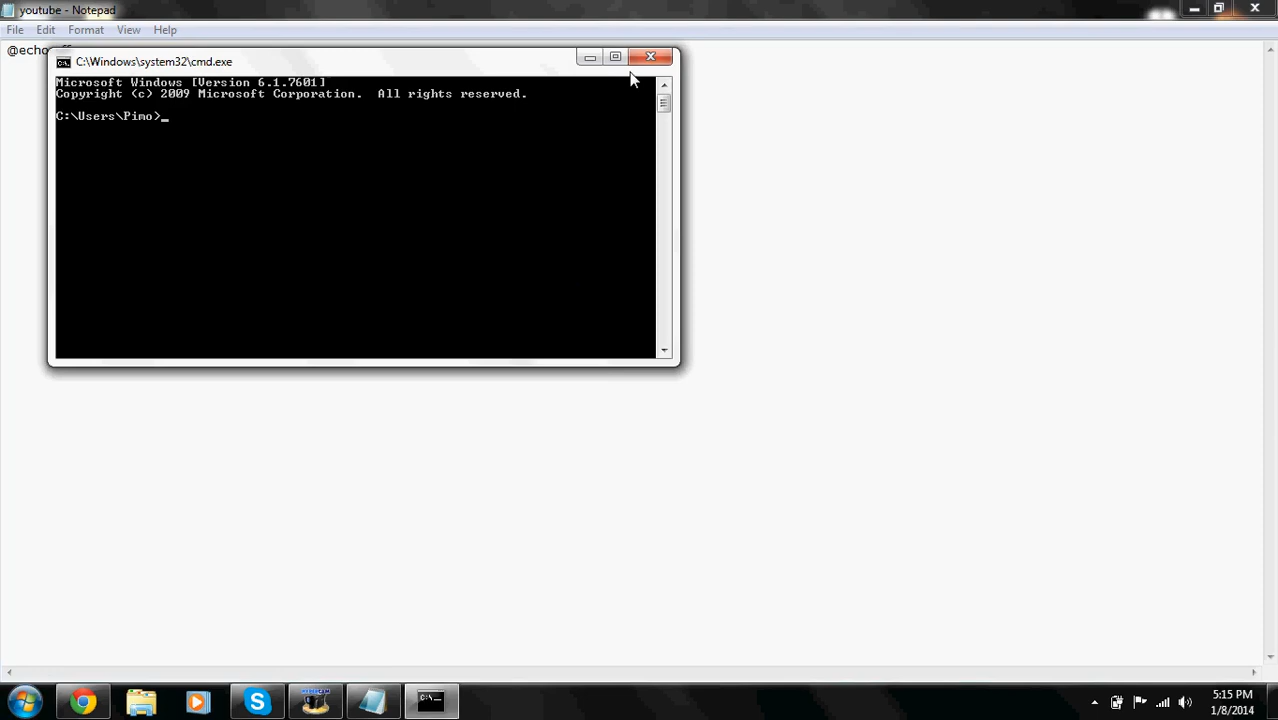 youtube - Notepad
File Edit Format View Help
@echo
C:\Windows\system32\cmd.exe
Microsoft Windows [Version 6.1.7601]
Copyright (c) 2009 Microsoft Corporation. All rights reserved.
C:\Users\Pimo>_
5:15 PM
1/8/2014